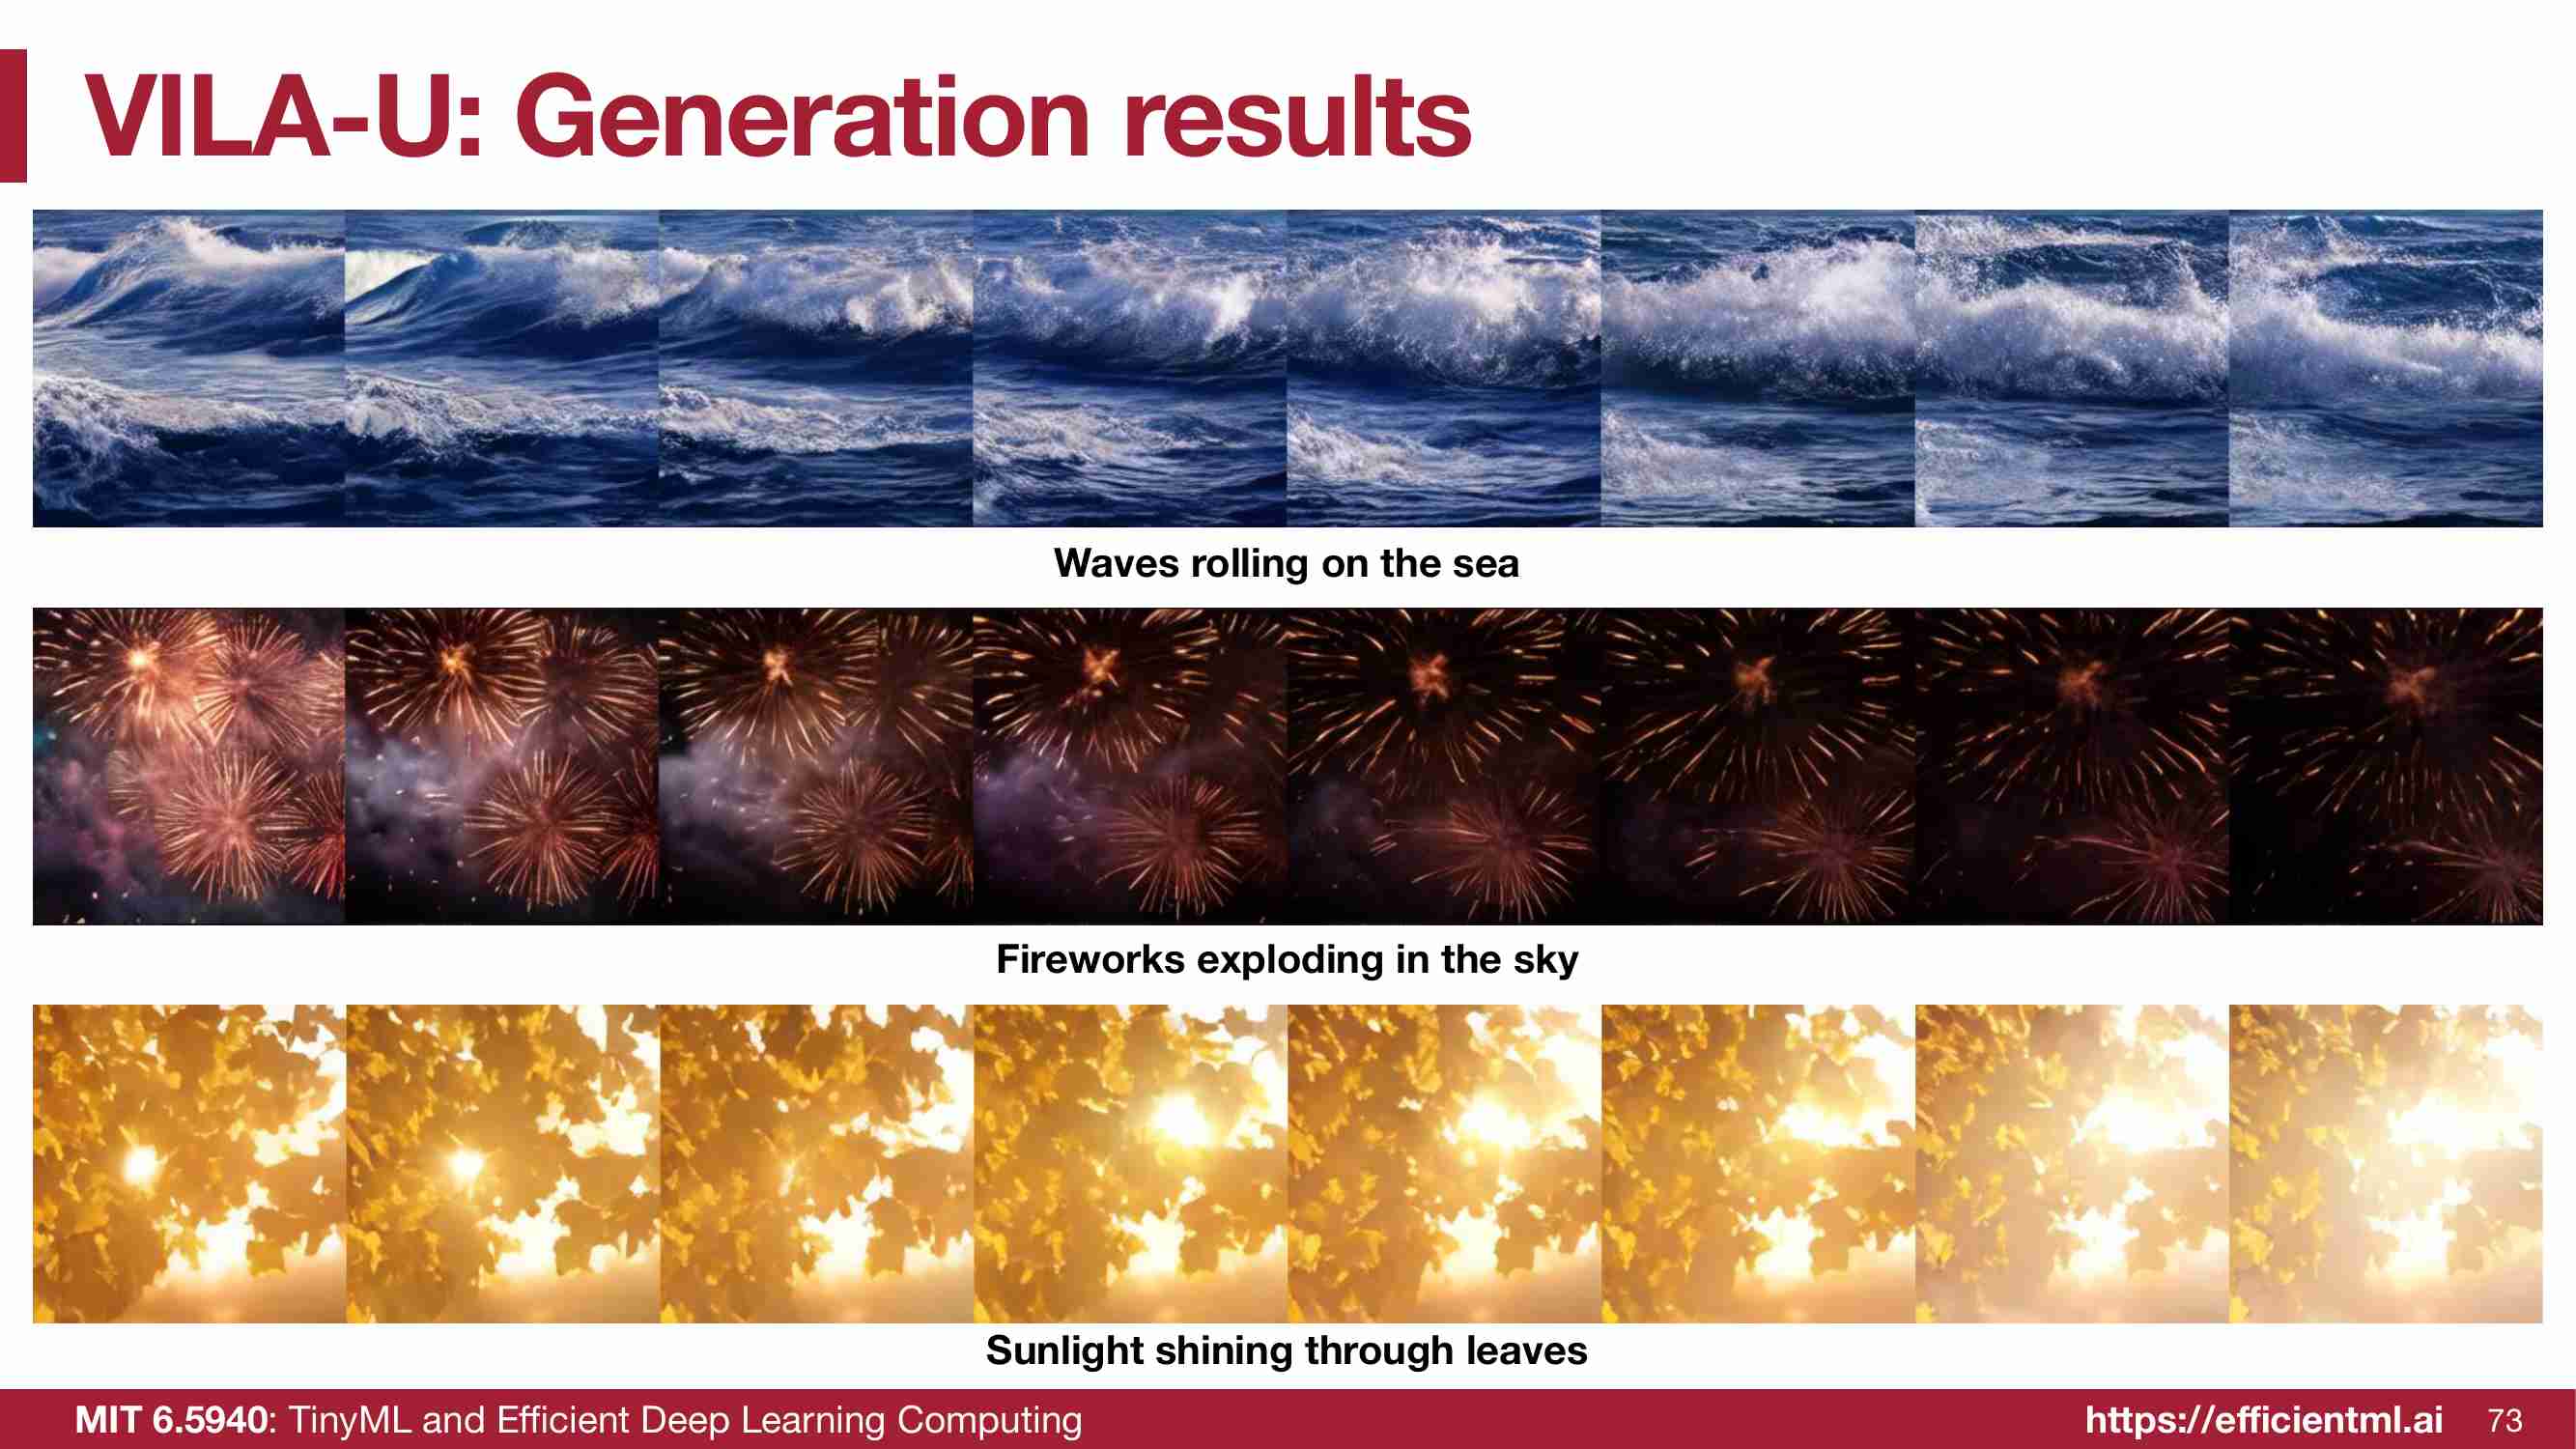 VILA-U: Generation results
Waves rolling on the sea
Fireworks exploding in the sky
Sunlight shining through leaves
MIT 6.5940: TinyML and Efficient Deep Learning Computing
https://efficientml.ai 73